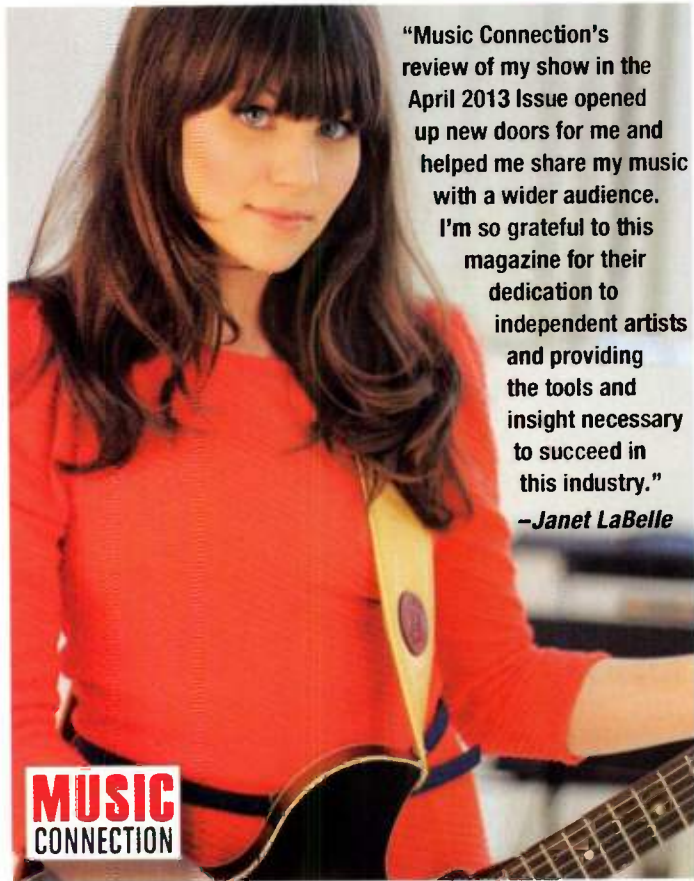 “Music Connection's
review of my show in the
April 2013 Issue opened
up new doors for me and
helped me share my music
with a wider audience.
I'm so grateful to this
magazine for their
dedication to
independent artists
and providing
the tools and
insight necessary
to succeed in
this industry.”
–Janet LaBelle
MUSIC
CONNECTION